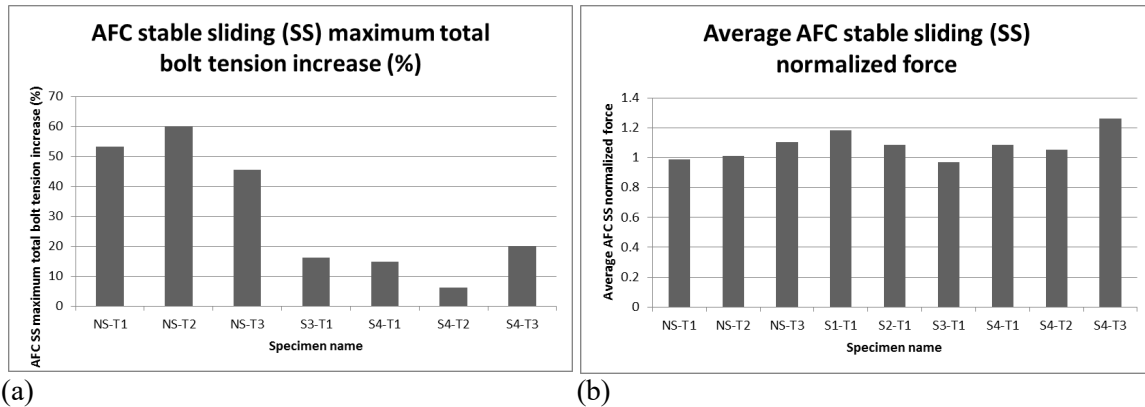 AFC stable sliding (SS) maximum total
bolt tension increase (%)
AFC SS maximum total bolt tension increase (%)
70
60
50
40
30
20
10
0
NS-T1 NS-T2 NS-T3 S3-T1 S4-T1 S4-T2 S4-T3
Specimen name
(a)
Average AFC stable sliding (SS)
normalized force
Average AFC SS normalized force
1.4
1.2
1
0.8
0.6
0.4
0.2
0
NS-T1 NS-T2 NS-T3 S1-T1 S2-T1 S3-T1 S4-T1 S4-T2 S4-T3
Specimen name
(b)